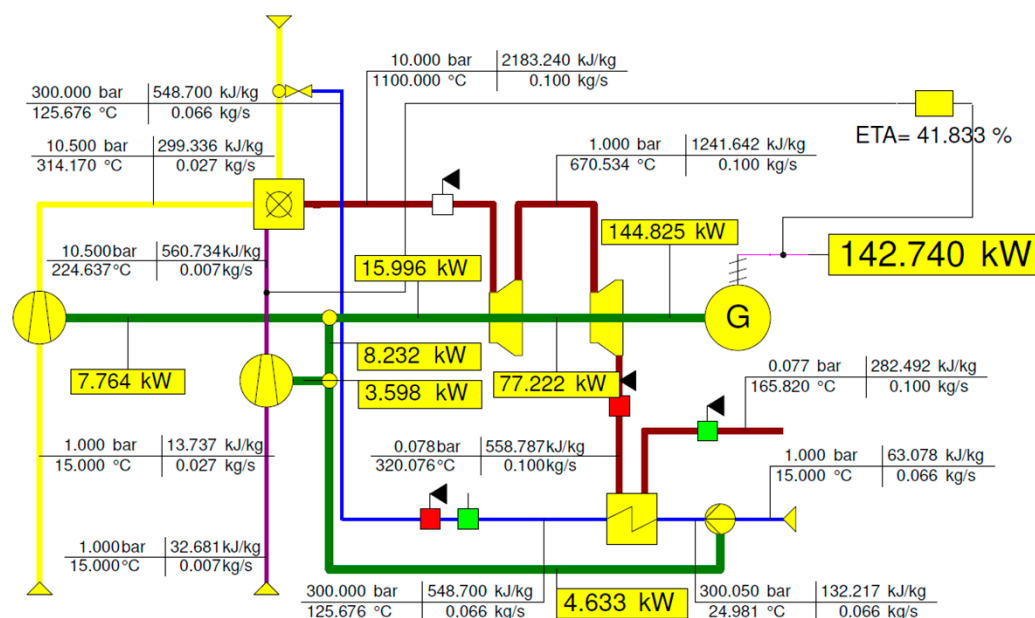 10.000 bar 2183.240 kJ/kg
1100.000 °C 0.100 kg/s
300.000 bar 548.700 kJ/kg
125.676 °C 0.066 kg/s
ETA= 41.833 %
10.500 bar 299.336 kJ/kg
314.170 °C 0.027 kg/s
1.000 bar 1241.642 kJ/kg
670.534 °C 0.100 kg/s
144.825 kW
142.740 kW
10.500bar 560.734kJ/kg
224.637°C 0.007kg/s
15.996 kW
G
8.232 kW
7.764 kW
3.598 kW
77.222 kW
0.077 bar 282.492 kJ/kg
165.820 °C 0.100 kg/s
1.000 bar 13.737 kJ/kg
15.000 °C 0.027 kg/s
0.078bar 558.787kJ/kg
320.076°C 0.100kg/s
1.000 bar 63.078 kJ/kg
15.000 °C 0.066 kg/s
1.000bar 32.681kJ/kg
15.000°C 0.007kg/s
300.000 bar 548.700 kJ/kg
125.676 °C 0.066 kg/s
4.633 kW
300.050 bar 132.217 kJ/kg
24.981 °C 0.066 kg/s